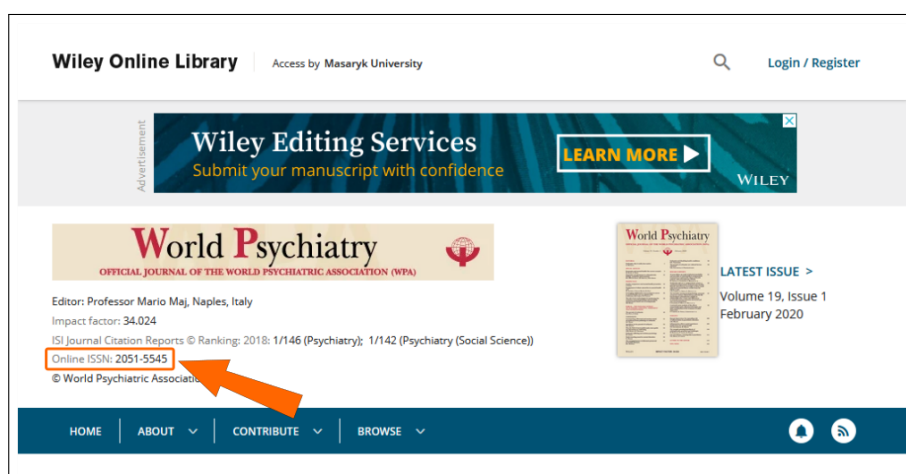 Wiley Online Library
Access by Masaryk University
Login / Register
Advertisement
Wiley Editing Services
Submit your manuscript with confidence
LEARN MORE
WILEY
World Psychiatry
OFFICIAL JOURNAL OF THE WORLD PSYCHIATRIC ASSOCIATION (WPA)
Editor: Professor Mario Maj, Naples, Italy
Impact factor: 34.024
ISI Journal Citation Reports © Ranking: 2018: 1/146 (Psychiatry); 1/142 (Psychiatry (Social Science))
Online ISSN: 2051-5545
© World Psychiatric
World Psychiatry
LATEST ISSUE >
Volume 19, Issue 1
February 2020
HOME
ABOUT
CONTRIBUTE
BROWSE